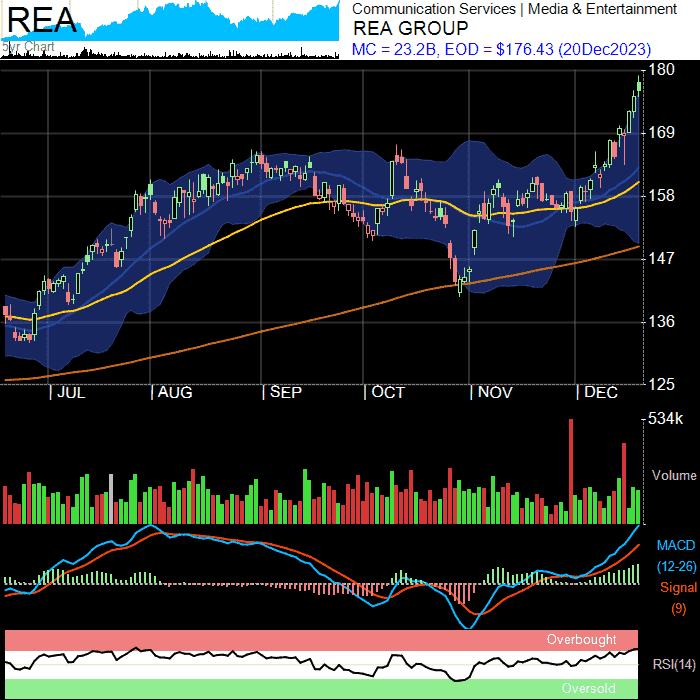 REA
5yr Chart
Communication Services | Media & Entertainment
REA GROUP
MC = 23.2B, EOD = $176.43 (20Dec2023)
180
169
158
147
136
125
| JUL | AUG | SEP | OCT | NOV | DEC
534k
Volume
MACD
(12-26)
Signal
(9)
Overbought
RSI(14)
Oversold